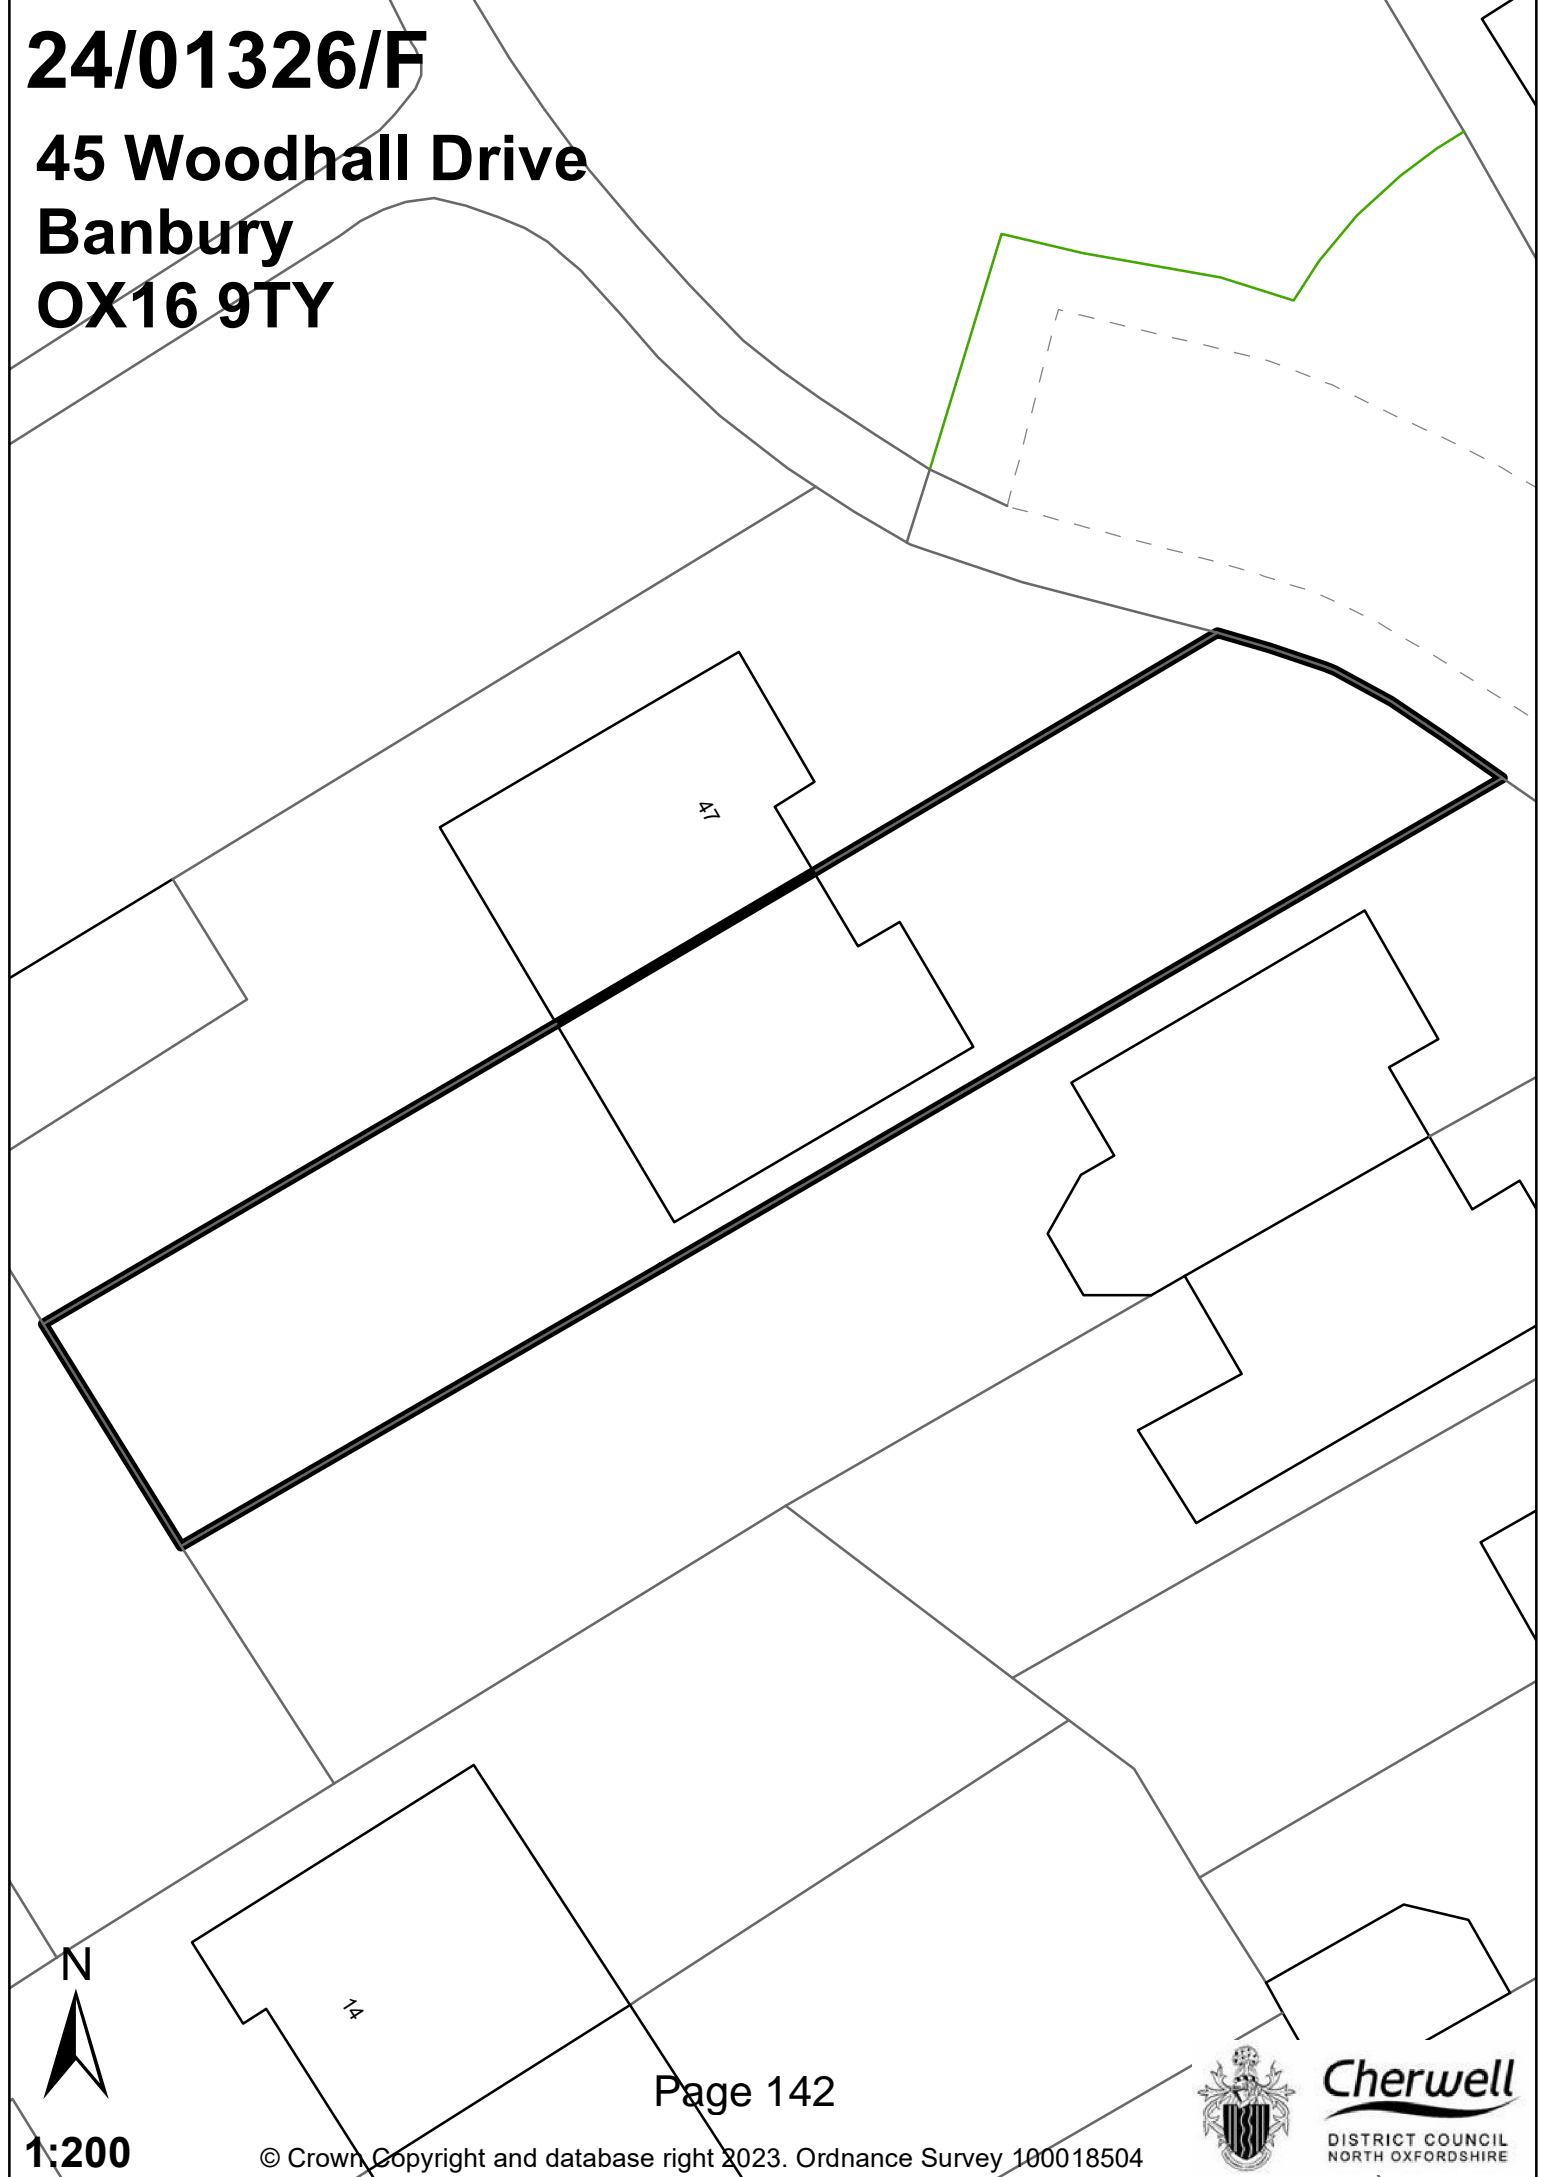 24/01326/F
45 Woodhall Drive
Banbury
OX16 9TY
47
14
N
Page 142
1:200
© Crown Copyright and database right 2023. Ordnance Survey 100018504
Cherwell
DISTRICT COUNCIL
NORTH OXFORDSHIRE